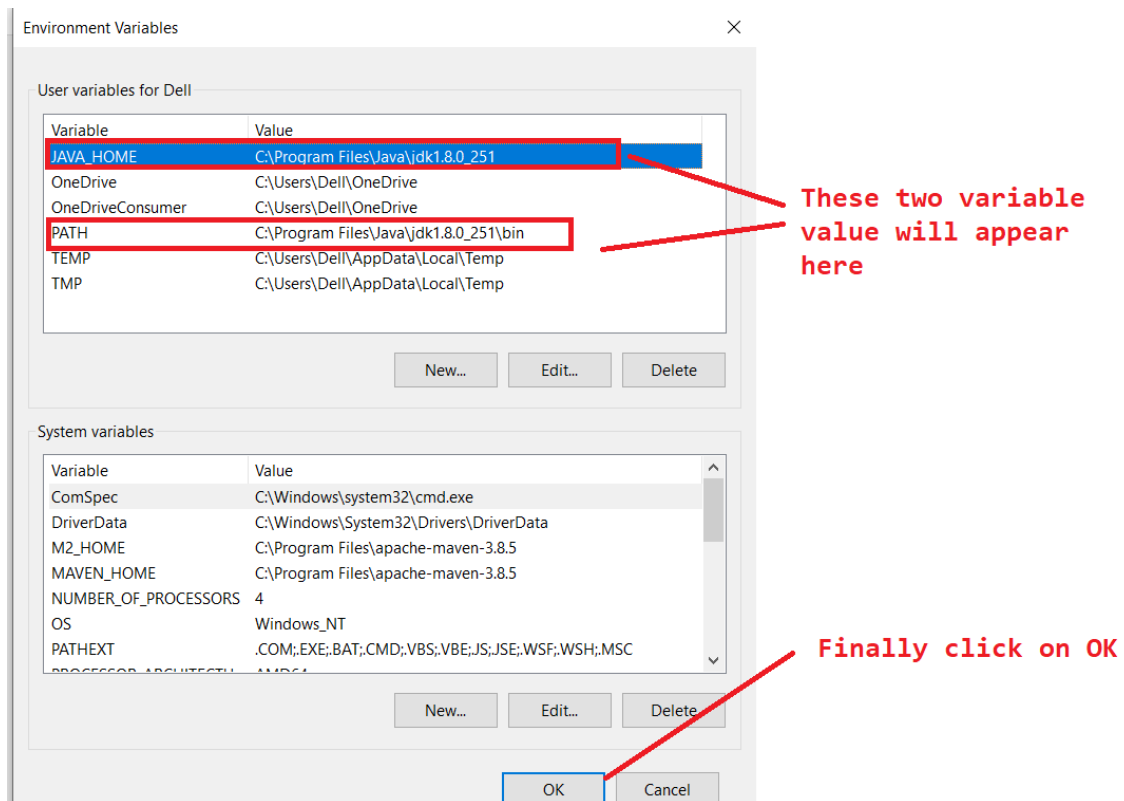 Environment Variables
User variables for Dell
Variable Value
JAVA_HOME C:\Program Files\Java\jdk1.8.0_251
OneDrive C:\Users\Dell\OneDrive
OneDriveConsumer C:\Users\Dell\OneDrive
PATH C:\Program Files\Java\jdk1.8.0_251\bin
TEMP C:\Users\Dell\AppData\Local\Temp
TMP C:\Users\Dell\AppData\Local\Temp
These two variable
value will appear
here
New... Edit... Delete
System variables
Variable Value
ComSpec C:\Windows\system32\cmd.exe
DriverData C:\Windows\System32\Drivers\DriverData
M2_HOME C:\Program Files\apache-maven-3.8.5
MAVEN_HOME C:\Program Files\apache-maven-3.8.5
NUMBER_OF_PROCESSORS 4
OS Windows_NT
PATHEXT .COM;.EXE;.BAT;.CMD;.VBS;.VBE;.JS;.JSE;.WSF;.WSH;.MSC
Finally click on OK
New... Edit... Delete
OK Cancel